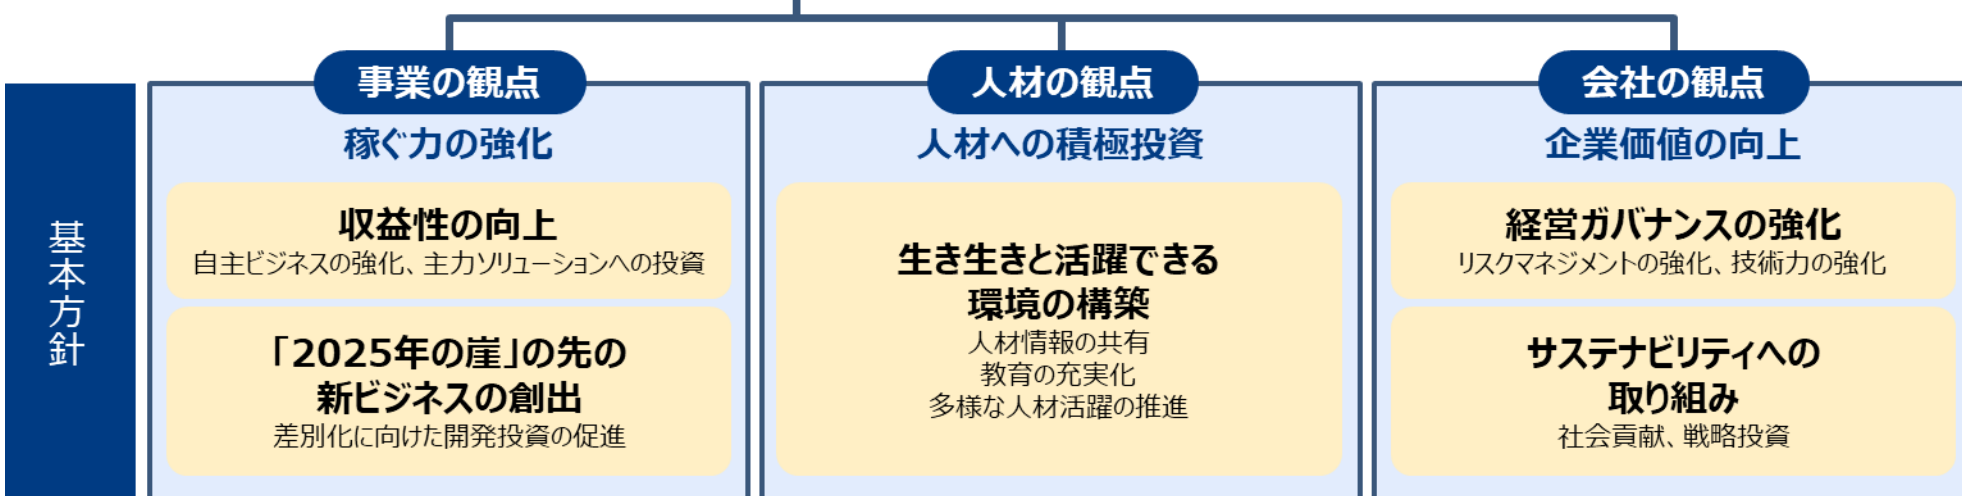 基本方針
事業の観点
稼ぐ力の強化
収益性の向上
自主ビジネスの強化、主力ソリューションへの投資
「2025年の崖」の先の
新ビジネスの創出
差別化に向けた開発投資の促進
人材の観点
人材への積極投資
生き生きと活躍できる
環境の構築
人材情報の共有
教育の充実化
多様な人材活躍の推進
会社の観点
企業価値の向上
経営ガバナンスの強化
リスクマネジメントの強化、技術力の強化
サステナビリティへの
取り組み
社会貢献、戦略投資